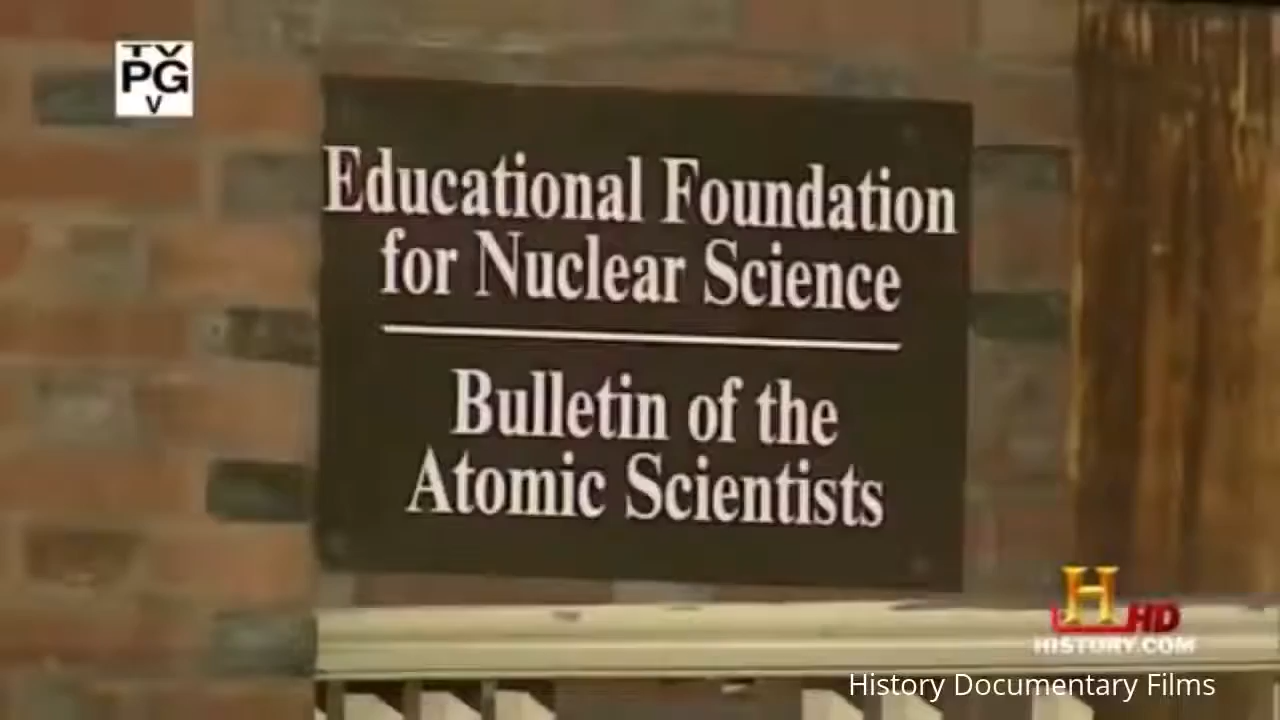 TV
PG
V
Educational Foundation
for Nuclear Science
Bulletin of the
Atomic Scientists
H HD
HISTORY.COM
History Documentary Films